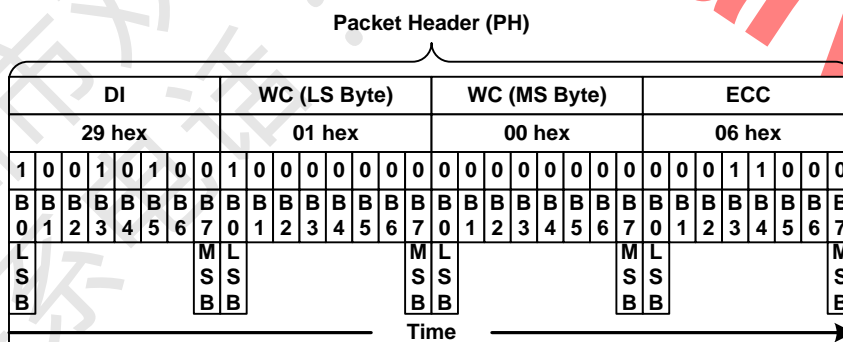 Packet Header (PH)
DI WC (LS Byte) WC (MS Byte) ECC
29 hex 01 hex 00 hex 06 hex
1 0 0 1 0 1 0 0 1 0 0 0 0 0 0 0 0 0 0 0 0 0 0 0 0 0 0 1 1 0 0 0
B B B B B B B B B B B B B B B B B B B B B B B B B B B B B B B B
0 1 2 3 4 5 6 7 0 1 2 3 4 5 6 7 0 1 2 3 4 5 6 7 0 1 2 3 4 5 6 7
L M L M L M L M
S S S S S S S S
B B B B B B B B
Time
市
系电话：